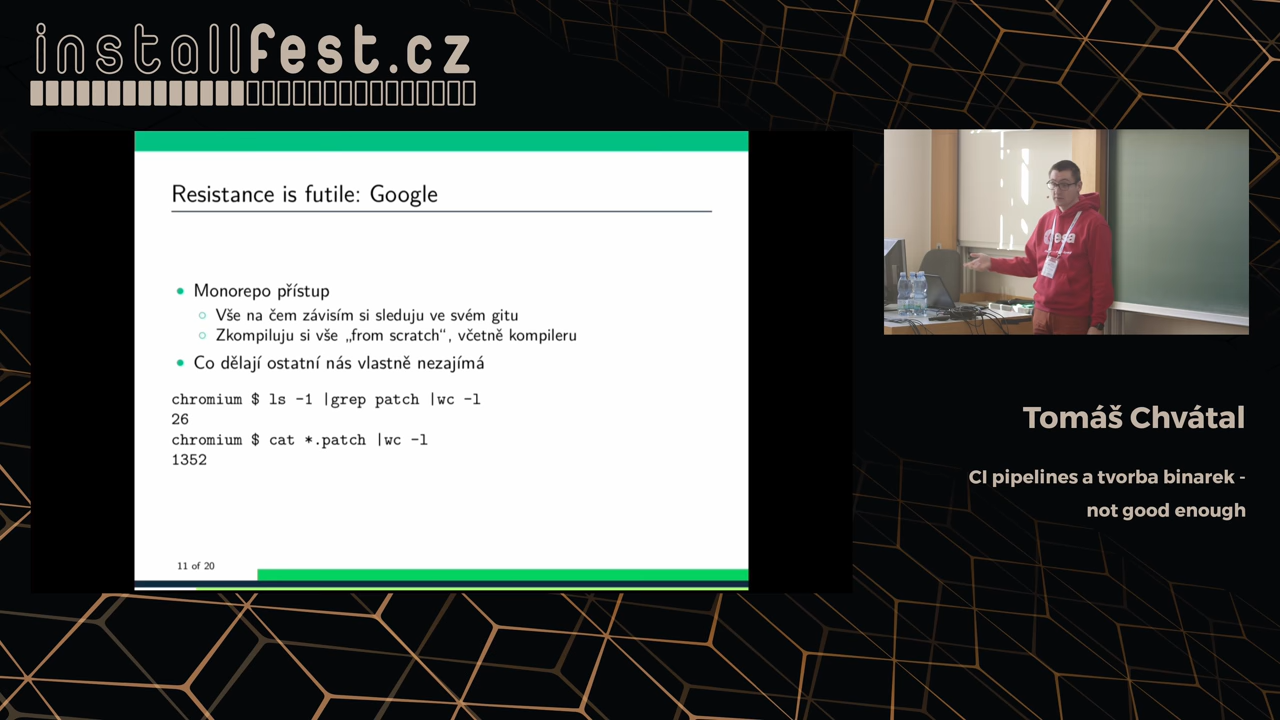 installfest.cz
Resistance is futile: Google
Monorepo přístup
Vše na čem závisím si sleduju ve svém gitu
Zkompiluju si vše „from scratch“, včetně kompileru
Co dělají ostatní nás vlastně nezajímá
chromium $ ls -1 |grep patch |wc -l
26
chromium $ cat *.patch |wc -l
1352
11 of 20
esa
Tomáš Chvátal
CI pipelines a tvorba binarek -
not good enough